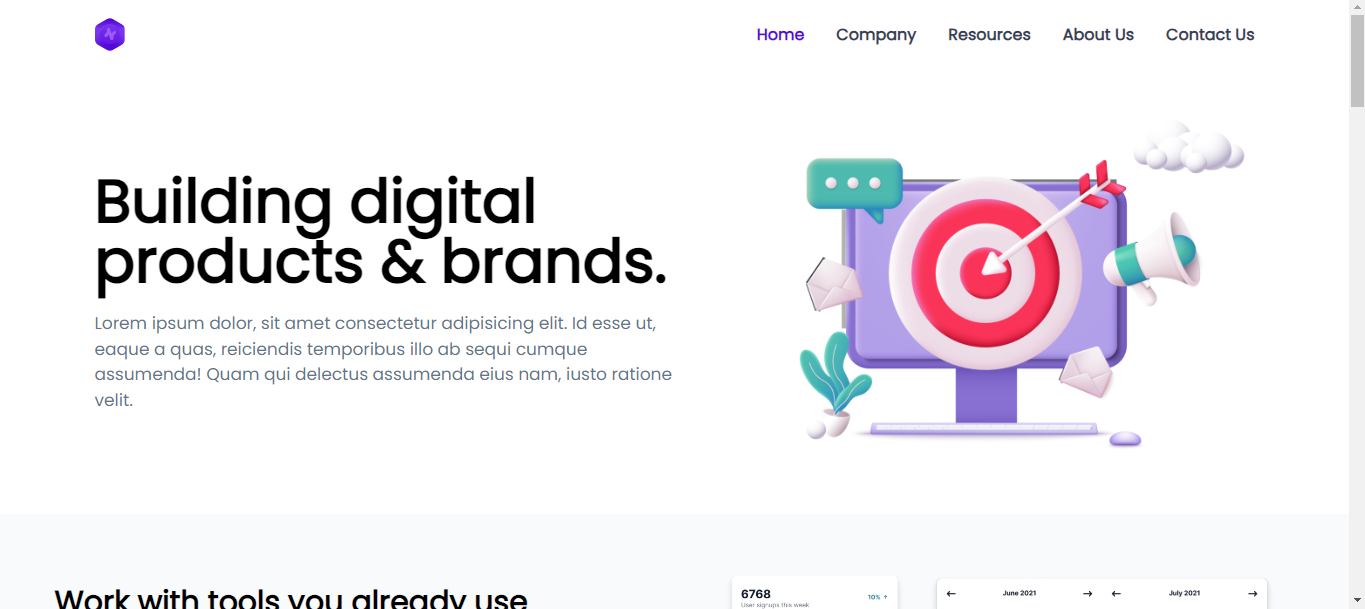 Home Company Resources About Us Contact Us
Building digital
products & brands.
Lorem ipsum dolor, sit amet consectetur adipisicing elit. Id esse ut,
eaque a quas, reiciendis temporibus illo ab sequi cumque
assumenda! Quam qui delectus assumenda eius nam, iusto ratione
velit.
Work with tools you already use
6768
10% ↑
User signups this week
← June 2021 → ← July 2021 →